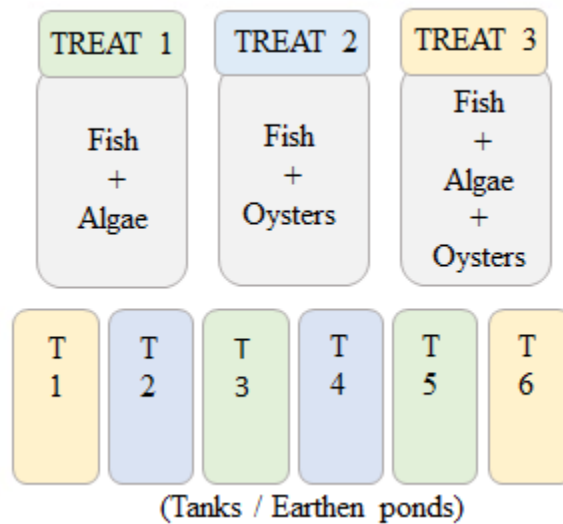 TREAT 1
Fish
+
Algae
TREAT 2
Fish
+
Oysters
TREAT 3
Fish
+
Algae
+
Oysters
T
1
T
2
T
3
T
4
T
5
T
6
(Tanks / Earthen ponds)